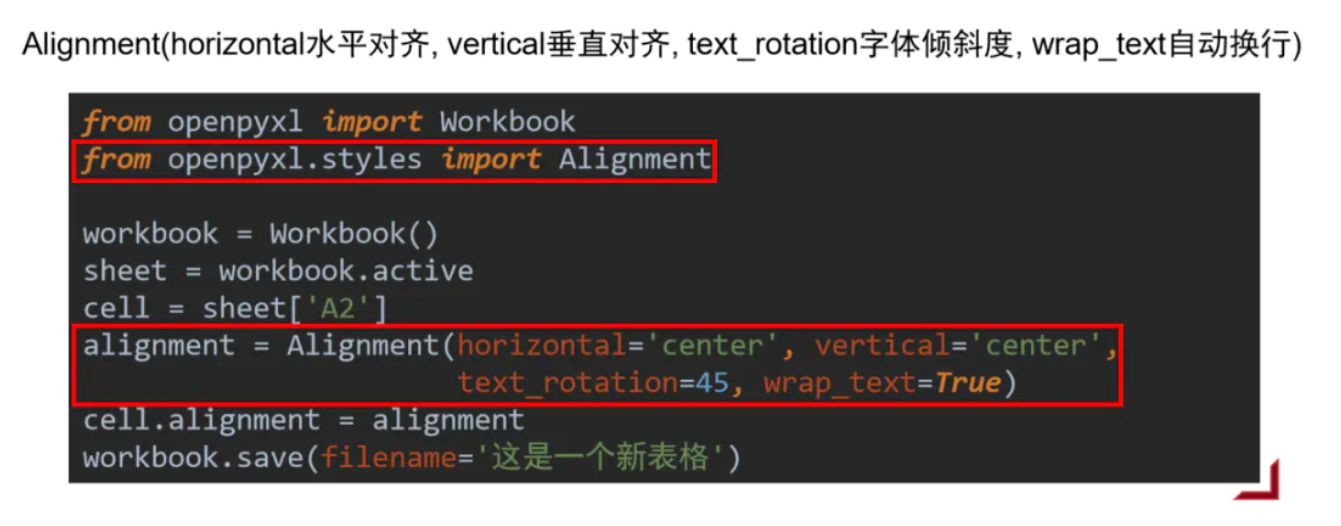 Alignment(horizontal水平对齐, vertical垂直对齐, text_rotation字体倾斜度, wrap_text自动换行)
from openpyxl import Workbook
from openpyxl.styles import Alignment
workbook = Workbook()
sheet = workbook.active
cell = sheet['A2']
alignment = Alignment(horizontal='center', vertical='center',
text_rotation=45, wrap_text=True)
cell.alignment = alignment
workbook.save(filename='这是一个新表格')